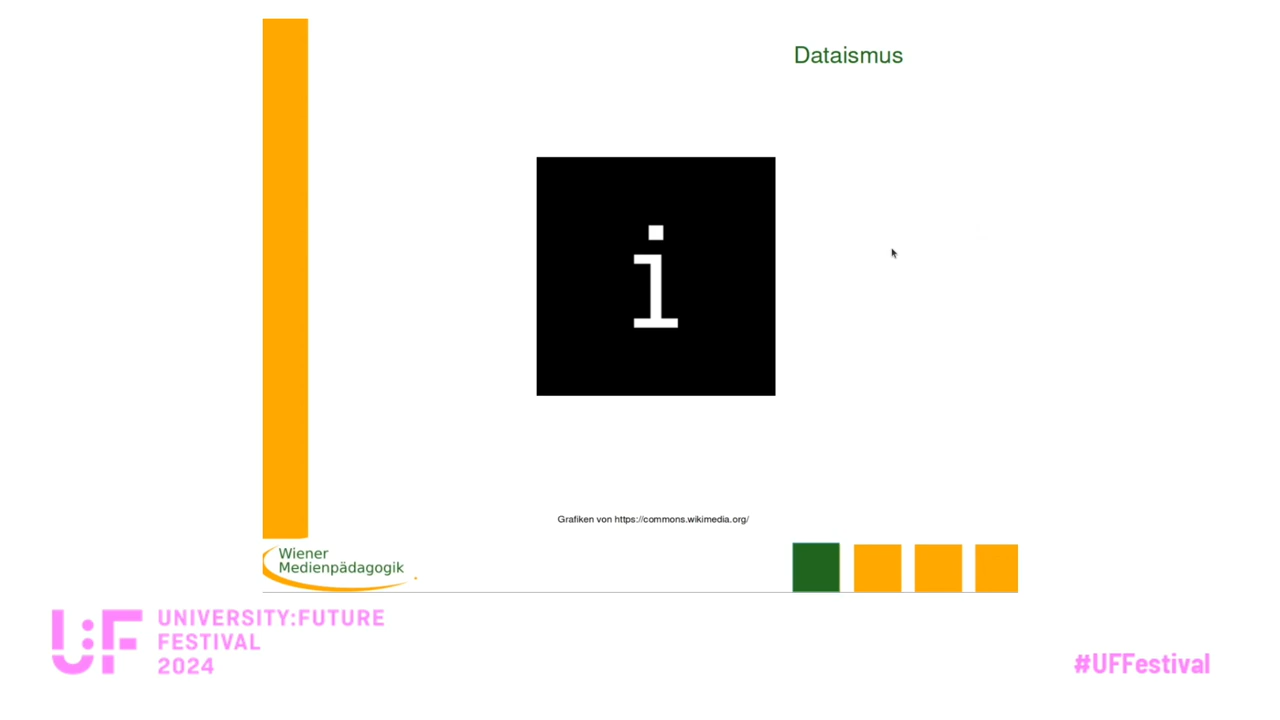 Dataismus
i
Grafiken von https://commons.wikimedia.org/
Wiener
Medienpädagogik
U:F
UNIVERSITY:FUTURE
FESTIVAL
2024
#UFFestival